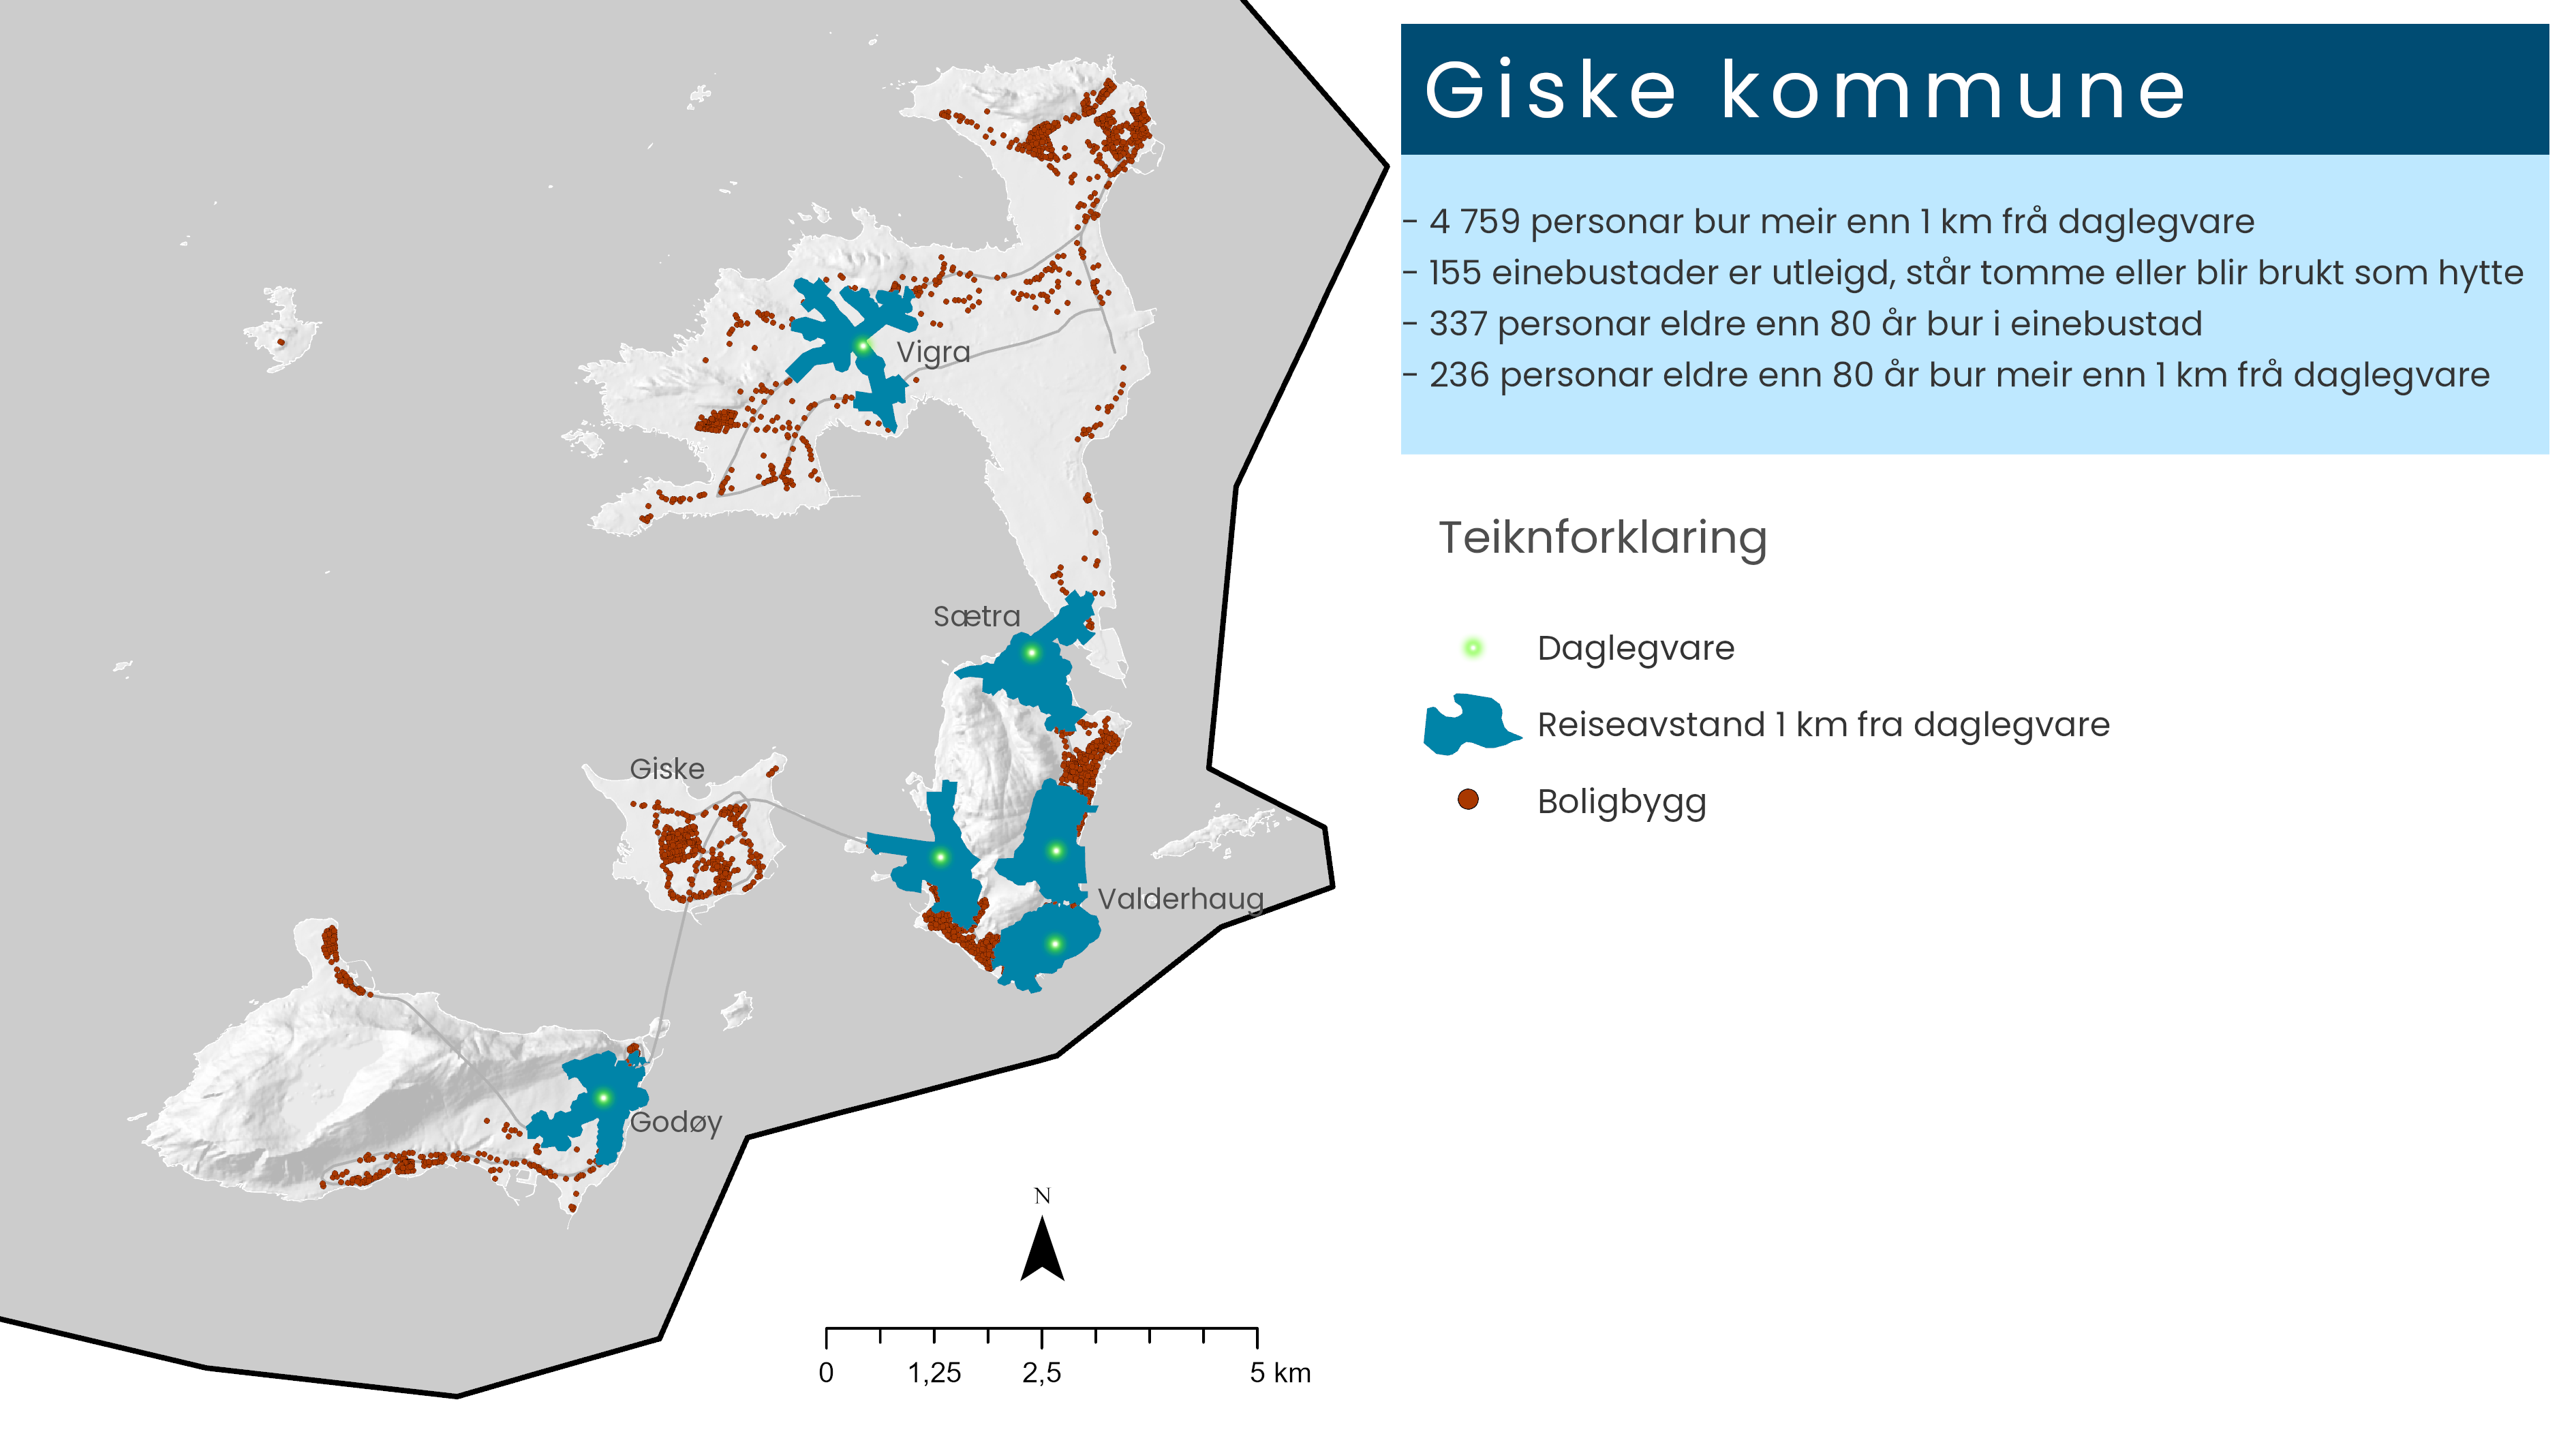 Giske kommune
- 4 759 personar bur meir enn 1 km frå daglegvare
- 155 einebustader er utleigd, står tomme eller blir brukt som hytte
- 337 personar eldre enn 80 år bur i einebustad
- 236 personar eldre enn 80 år bur meir enn 1 km frå daglegvare
Teiknforklaring
Daglegvare
Reiseavstand 1 km fra daglegvare
Boligbygg
Vigra
Sætra
Giske
Valderhaug
Godøy
N
0 1,25 2,5 5 km